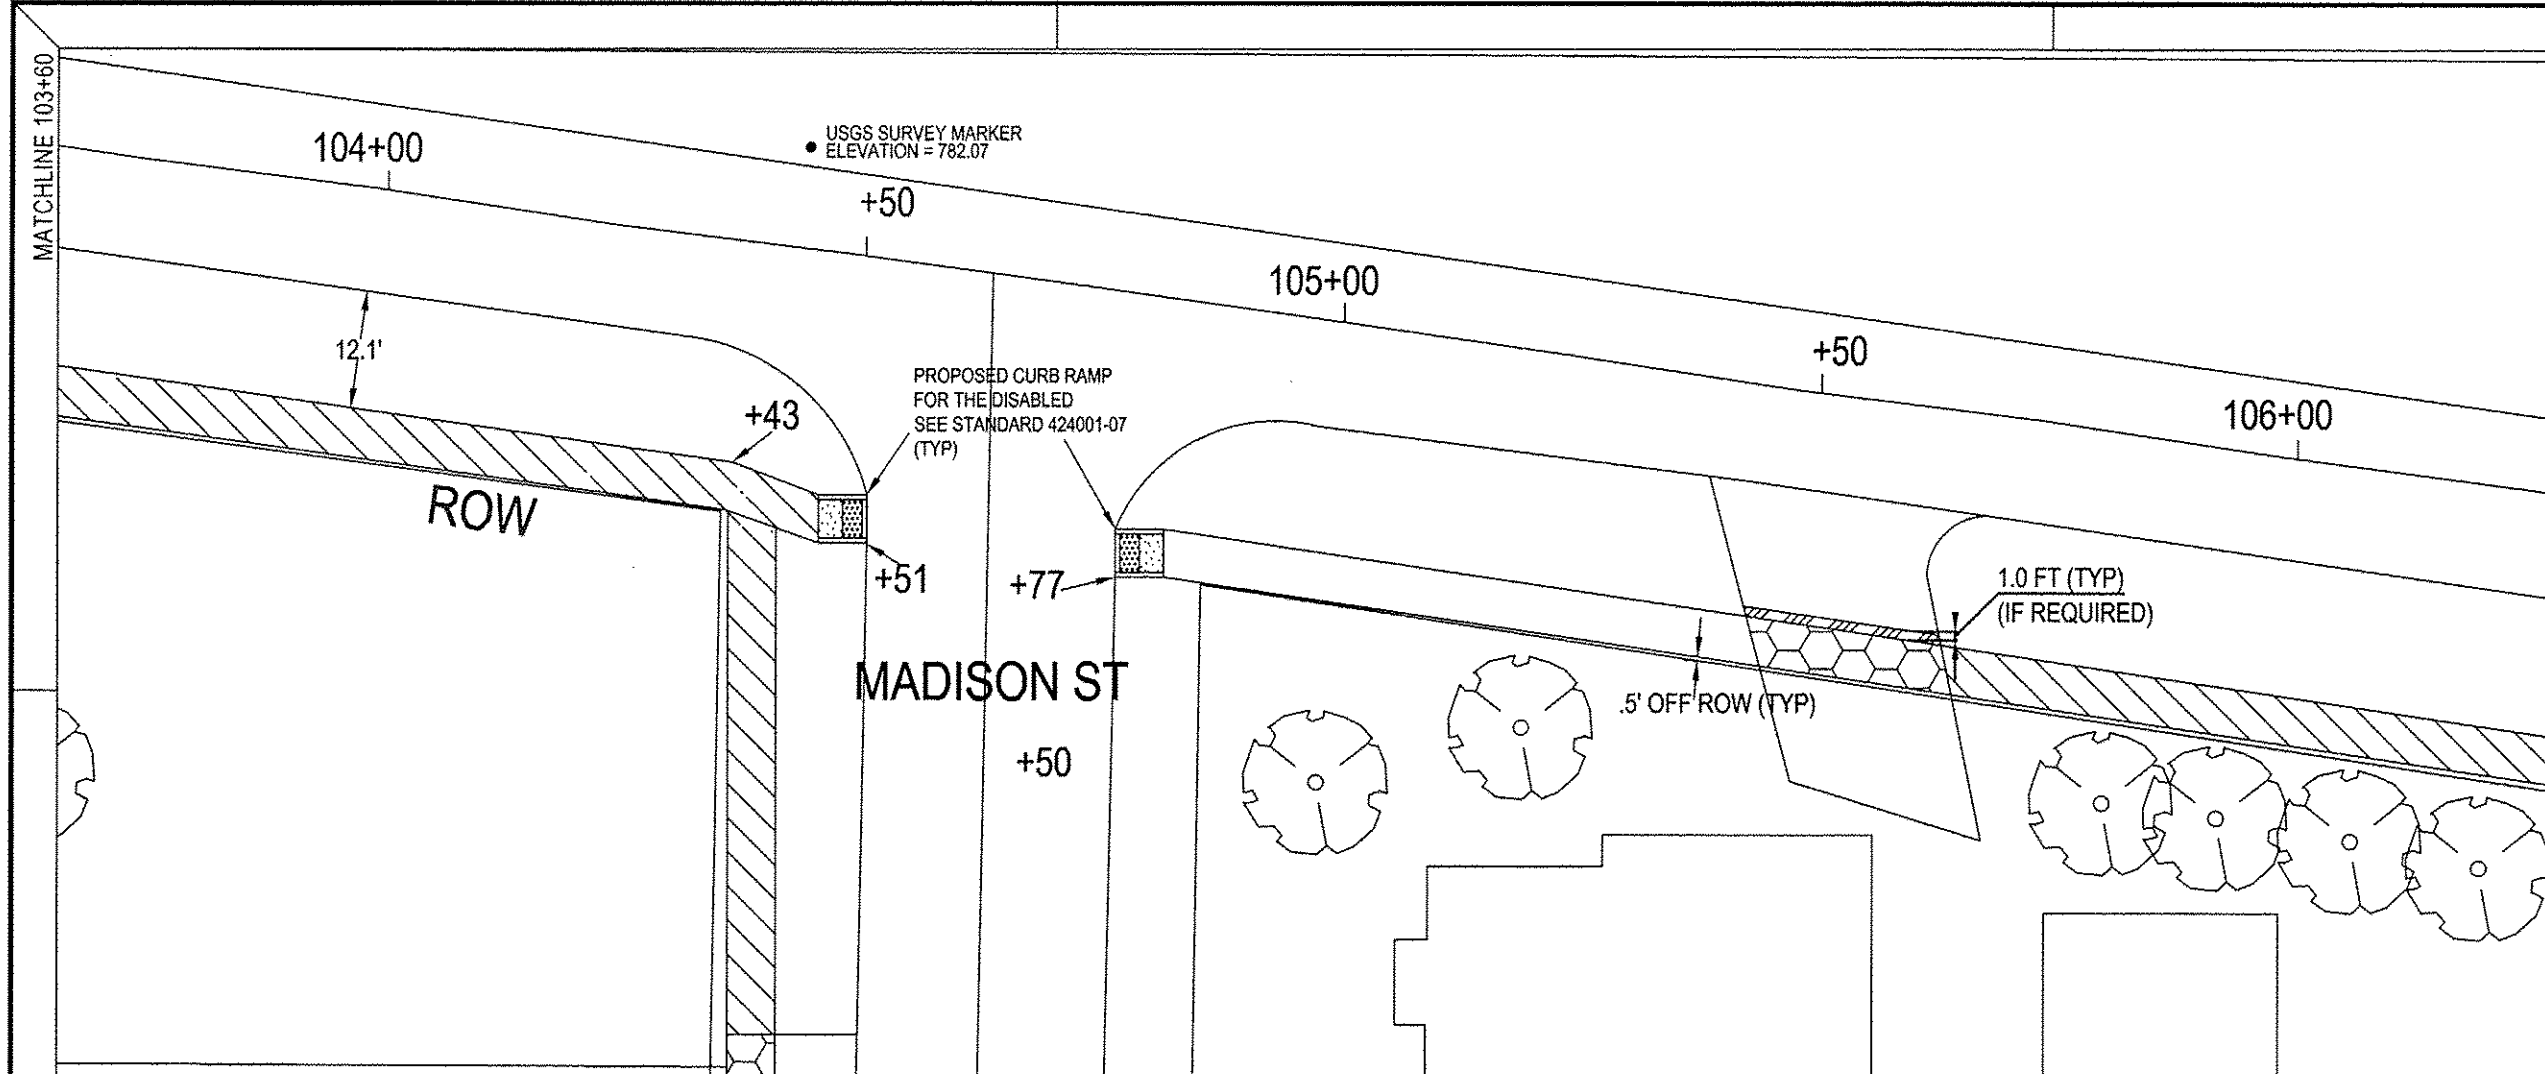 MATCHLINE 103+60
104+00
USGS SURVEY MARKER
ELEVATION = 782.07
+50
105+00
+50
106+00
12.1'
PROPOSED CURB RAMP
FOR THE DISABLED
SEE STANDARD 424001-07
(TYP)
+43
ROW
+51
+77
1.0 FT (TYP)
(IF REQUIRED)
MADISON ST
.5' OFF ROW (TYP)
+50